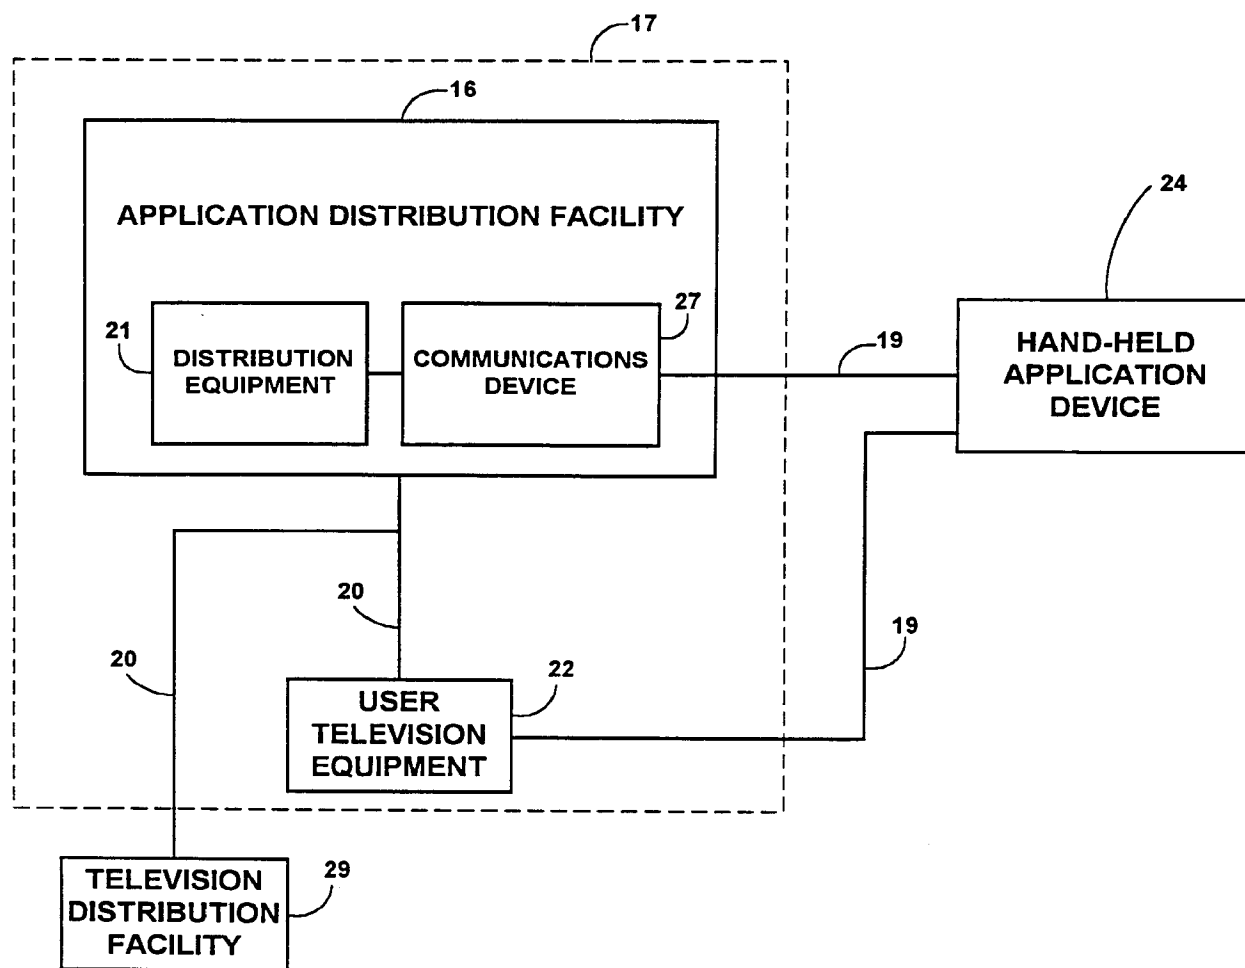 17
16
APPLICATION DISTRIBUTION FACILITY
24
21
DISTRIBUTION
EQUIPMENT
27
COMMUNICATIONS
DEVICE
19
HAND-HELD
APPLICATION
DEVICE
20
20
19
22
USER
TELEVISION
EQUIPMENT
29
TELEVISION
DISTRIBUTION
FACILITY